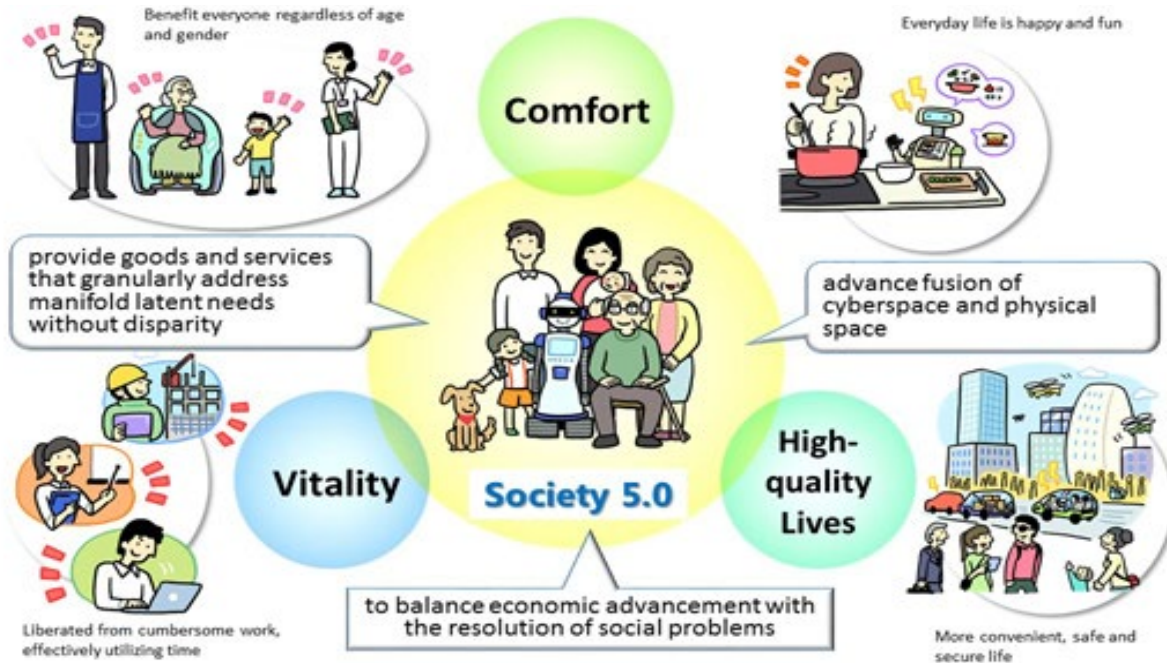 Benefit everyone regardless of age
and gender
Everyday life is happy and fun
Comfort
provide goods and services
that granularly address
manifold latent needs
without disparity
advance fusion of
cyberspace and physical
space
Vitality
Society 5.0
High-
quality
Lives
to balance economic advancement with
the resolution of social problems
Liberated from cumbersome work,
effectively utilizing time
More convenient, safe and
secure life